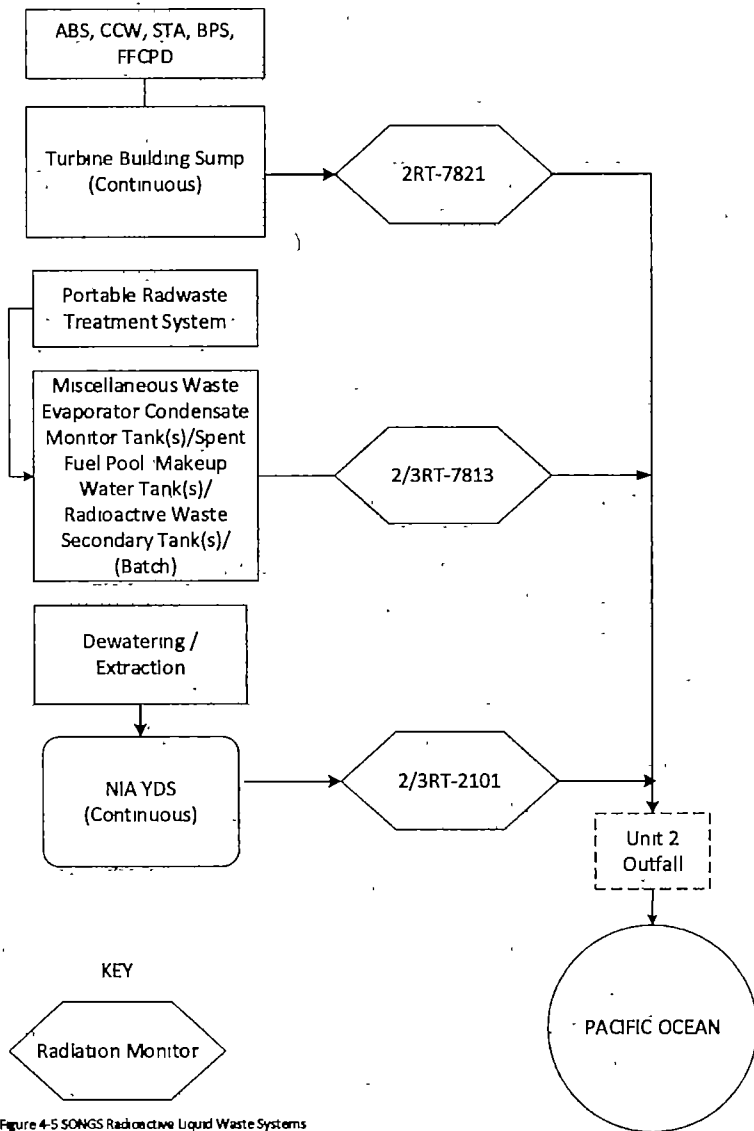 ABS, CCW, STA, BPS,
FFCPD
Turbine Building Sump
(Continuous)
2RT-7821
Portable Radwaste
Treatment System
Miscellaneous Waste
Evaporator Condensate
Monitor Tank(s)/Spent
Fuel Pool Makeup
Water Tank(s)/
Radioactive Waste
Secondary Tank(s)/
(Batch)
2/3RT-7813
Dewatering /
Extraction
NIA YDS
(Continuous)
2/3RT-2101
Unit 2
Outfall
PACIFIC OCEAN
KEY
Radiation Monitor
Figure 4-5 SONGS Radioactive Liquid Waste Systems